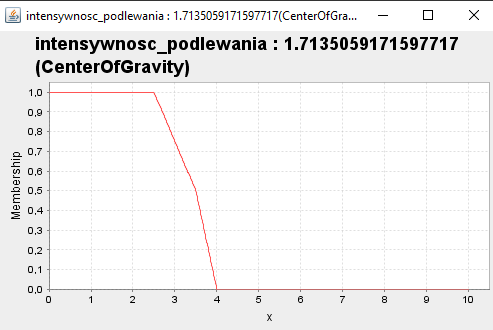 intensywnosc_podlewania : 1.7135059171597717(CenterOfGra...
intensywnosc_podlewania : 1.7135059171597717
(CenterOfGravity)
1,0
0,9
0,8
0,7
0,6
0,5
0,4
0,3
0,2
0,1
0,0
Membership
0 1 2 3 4 5 6 7 8 9 10
x